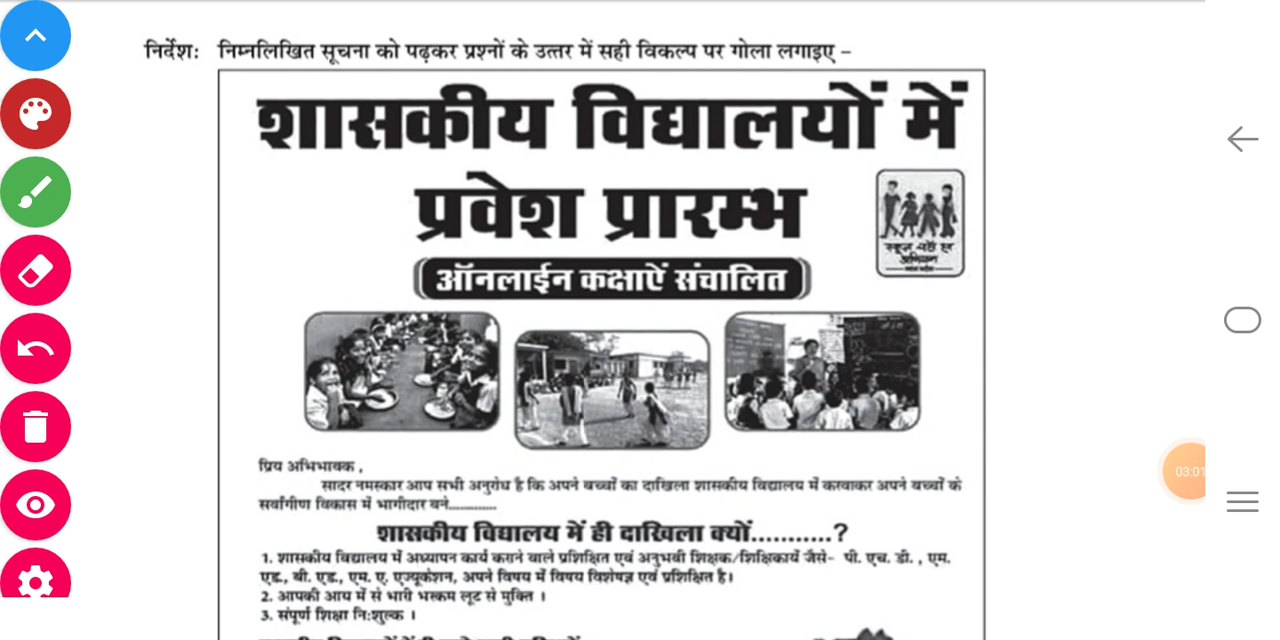 निर्देश: निम्नलिखित सूचना को पढ़कर प्रश्नों के उत्तर में सही विकल्प पर गोला लगाइए –
शासकीय विद्यालयों में
प्रवेश प्रारम्भ
ऑनलाईन कक्षाऐं संचालित
प्रिय अभिभावक ,
सादर नमस्कार आप सभी अनुरोध है कि अपने बच्चों का दाखिला शासकीय विद्यालय में करवाकर अपने बच्चों के
सर्वांगीण विकास में भागीदार बने............
शासकीय विद्यालय में ही दाखिला क्यों...........?
1. शासकीय विद्यालय में अध्यापन कार्य कराने वाले प्रशिक्षित एवं अनुभवी शिक्षक/शिक्षिकायें जैसे- पी. एच. डी. , एम.
एड., बी. एड., एम. ए. एज्यूकेशन, अपने विषय में विषय विशेषज्ञ एवं प्रशिक्षित है।
2. आपकी आय में से भारी भरकम लूट से मुक्ति ।
3. संपूर्ण शिक्षा नि:शुल्क ।
03:01